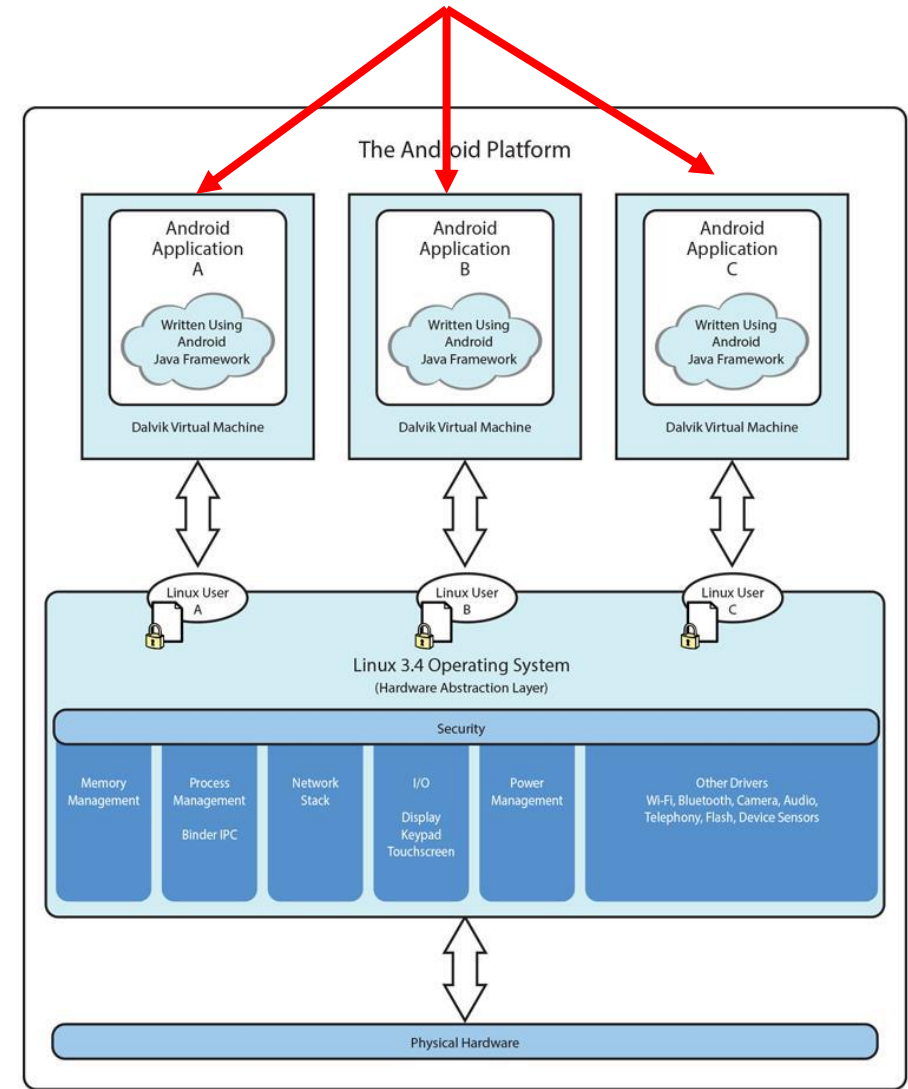 The Android Platform
Android
Application
A
Written Using
Android
Java Framework
Dalvik Virtual Machine
Android
Application
B
Written Using
Android
Java Framework
Dalvik Virtual Machine
Android
Application
C
Written Using
Android
Java Framework
Dalvik Virtual Machine
Linux User
A
Linux User
B
Linux User
C
Linux 3.4 Operating System
(Hardware Abstraction Layer)
Security
Memory
Management
Process
Management
Binder IPC
Network
Stack
I/O
Display
Keypad
Touchscreen
Power
Management
Other Drivers
Wi-Fi, Bluetooth, Camera, Audio,
Telephony, Flash, Device Sensors
Physical Hardware